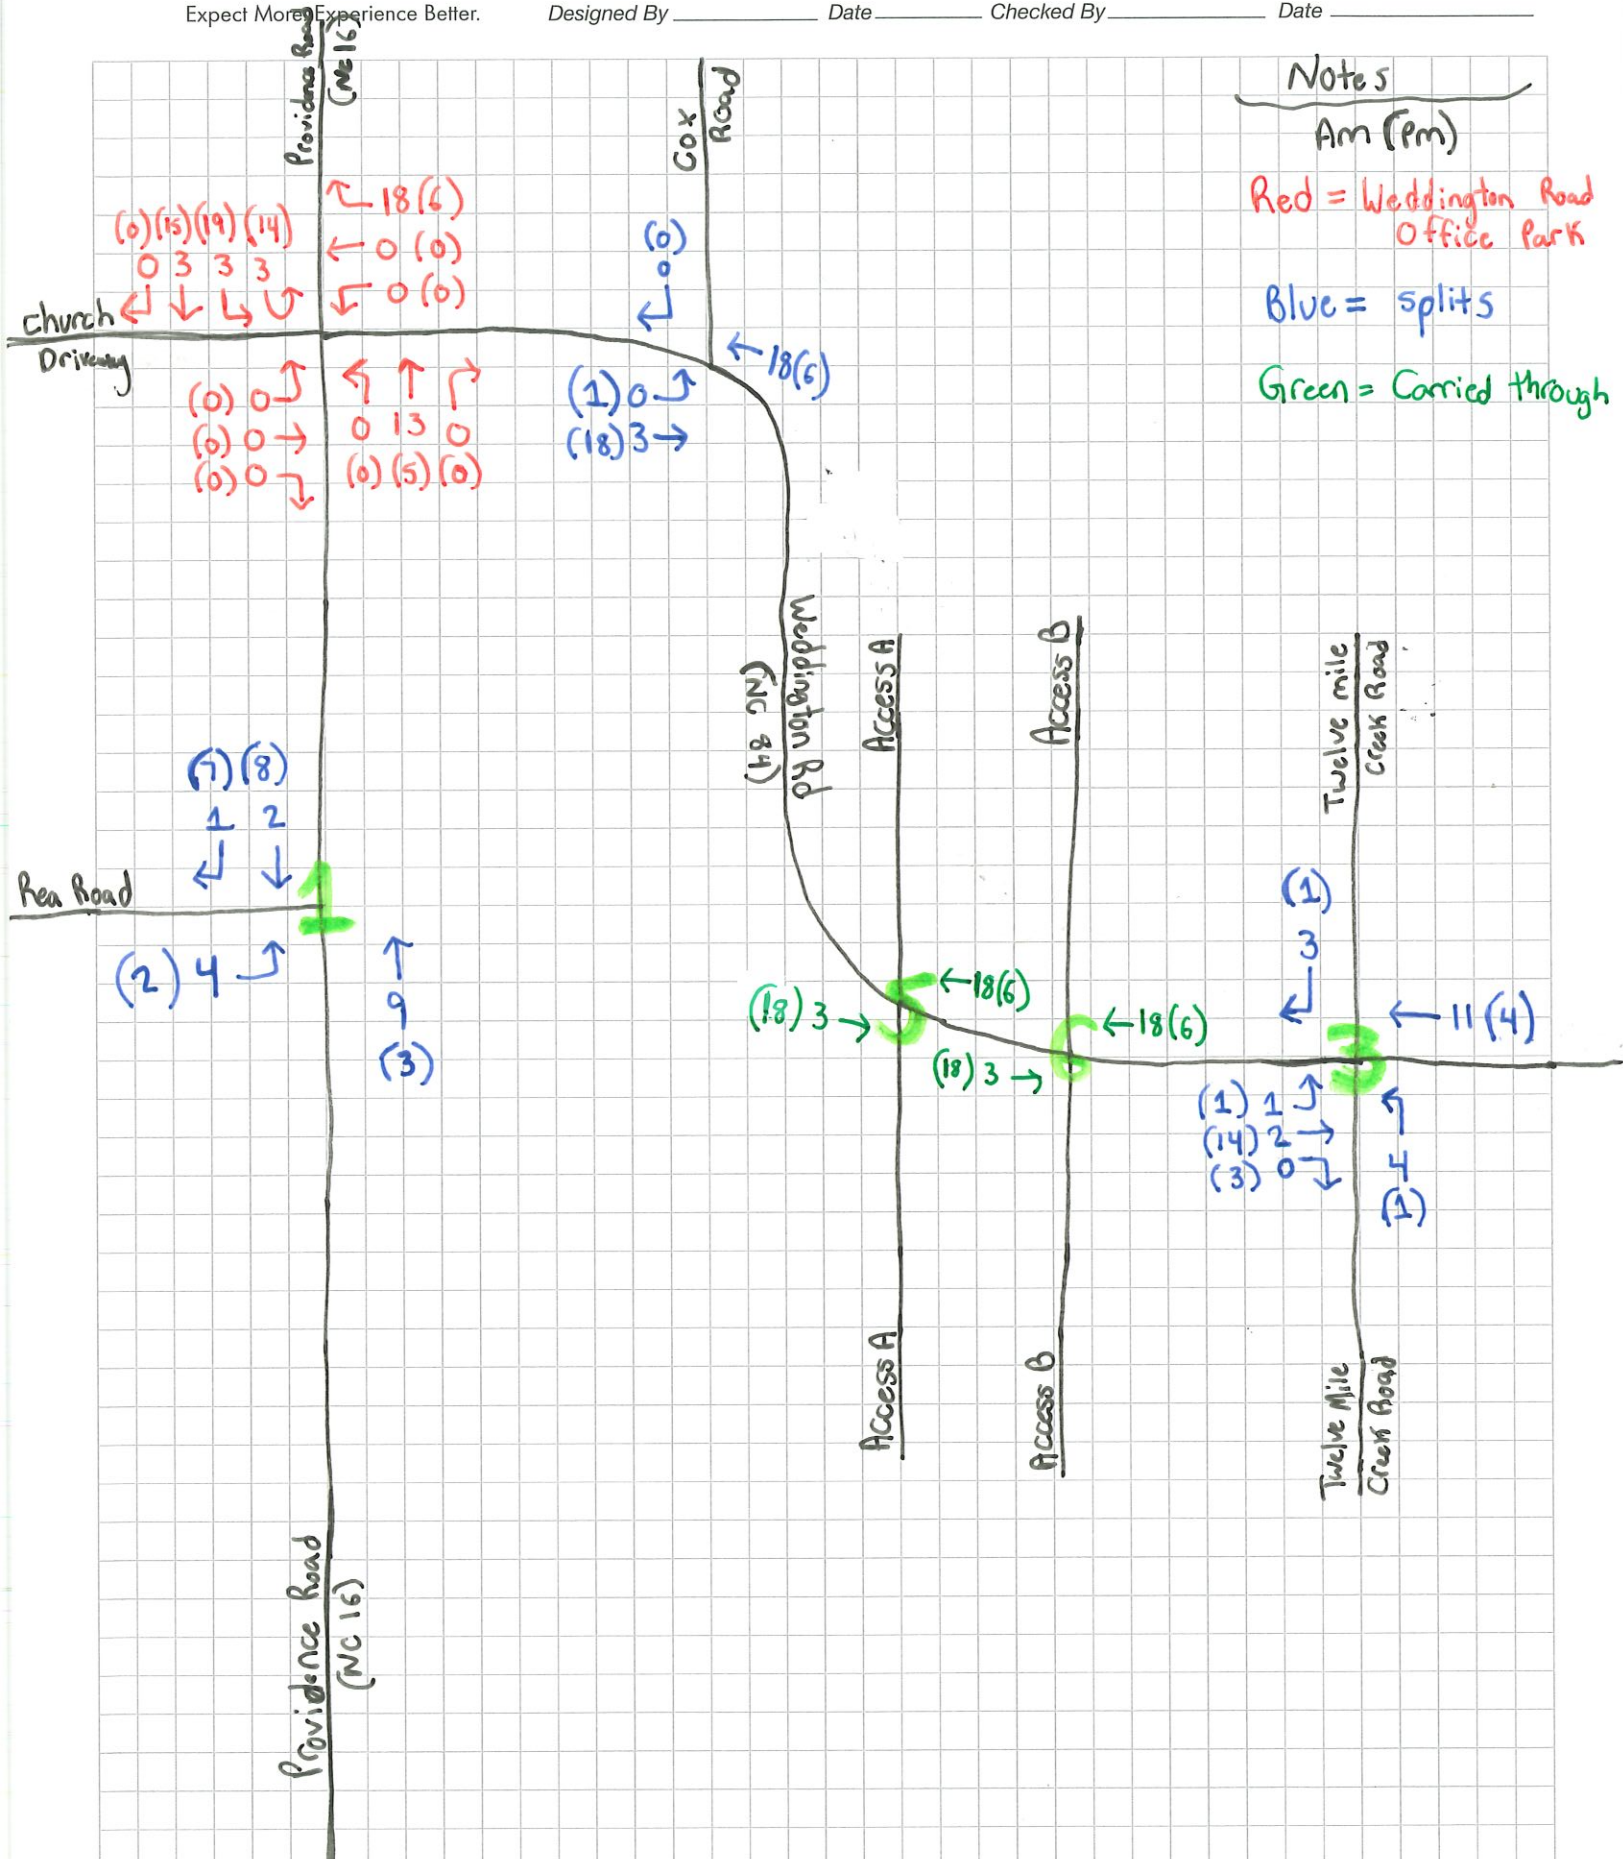 Expect More. Experience Better. Designed By Date Checked By Date
Providence Road
(NC 16)
Cox
Road
Notes
Am (Pm)
Red = Weddington Road
Office Park
Blue = splits
Green = Carried through
18(6)
0 (0)
0 (0)
(0) (15) (19) (14)
0 3 3 3
Church
Driveway
(0) 0
(0) 0
(0) 0
0 13 0
(0) (5) (0)
(0)
0
18(6)
(1) 0
(18) 3
Weddington Rd
(NC 84)
Access A
Access B
Twelve mile
Creek Road
(7) (8)
1 2
Rea Road
1
(2) 4
9
(3)
(18) 3
5
18(6)
(18) 3
6
18(6)
(1)
3
3
11 (4)
(1) 1
(14) 2
(3) 0
4
(1)
Access A
Access B
Twelve Mile
Creek Road
Providence Road
(NC 16)